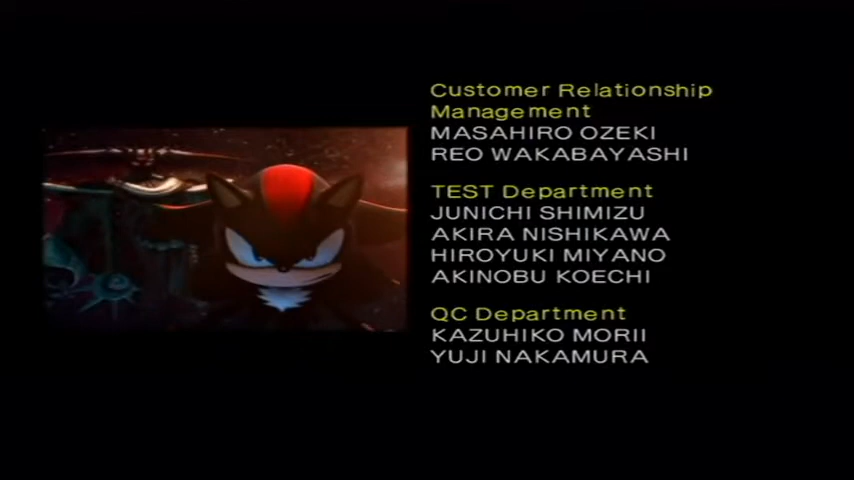 Customer Relationship
Management
MASAHIRO OZEKI
REO WAKABAYASHI
TEST Department
JUNICHI SHIMIZU
AKIRA NISHIKAWA
HIROYUKI MIYANO
AKINOBU KOECHI
QC Department
KAZUHIKO MORII
YUJI NAKAMURA